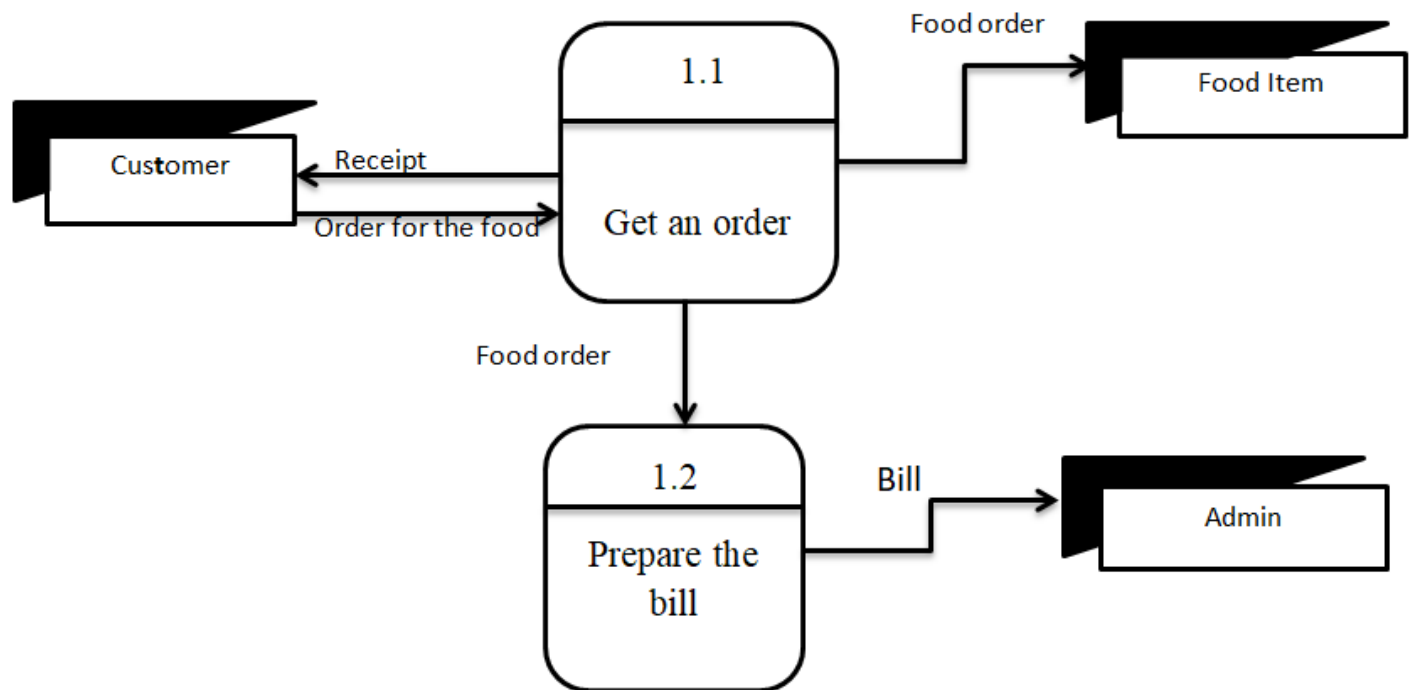 Food order
1.1
Food Item
Customer
Receipt
Order for the food
Get an order
Food order
1.2
Bill
Admin
Prepare the
bill